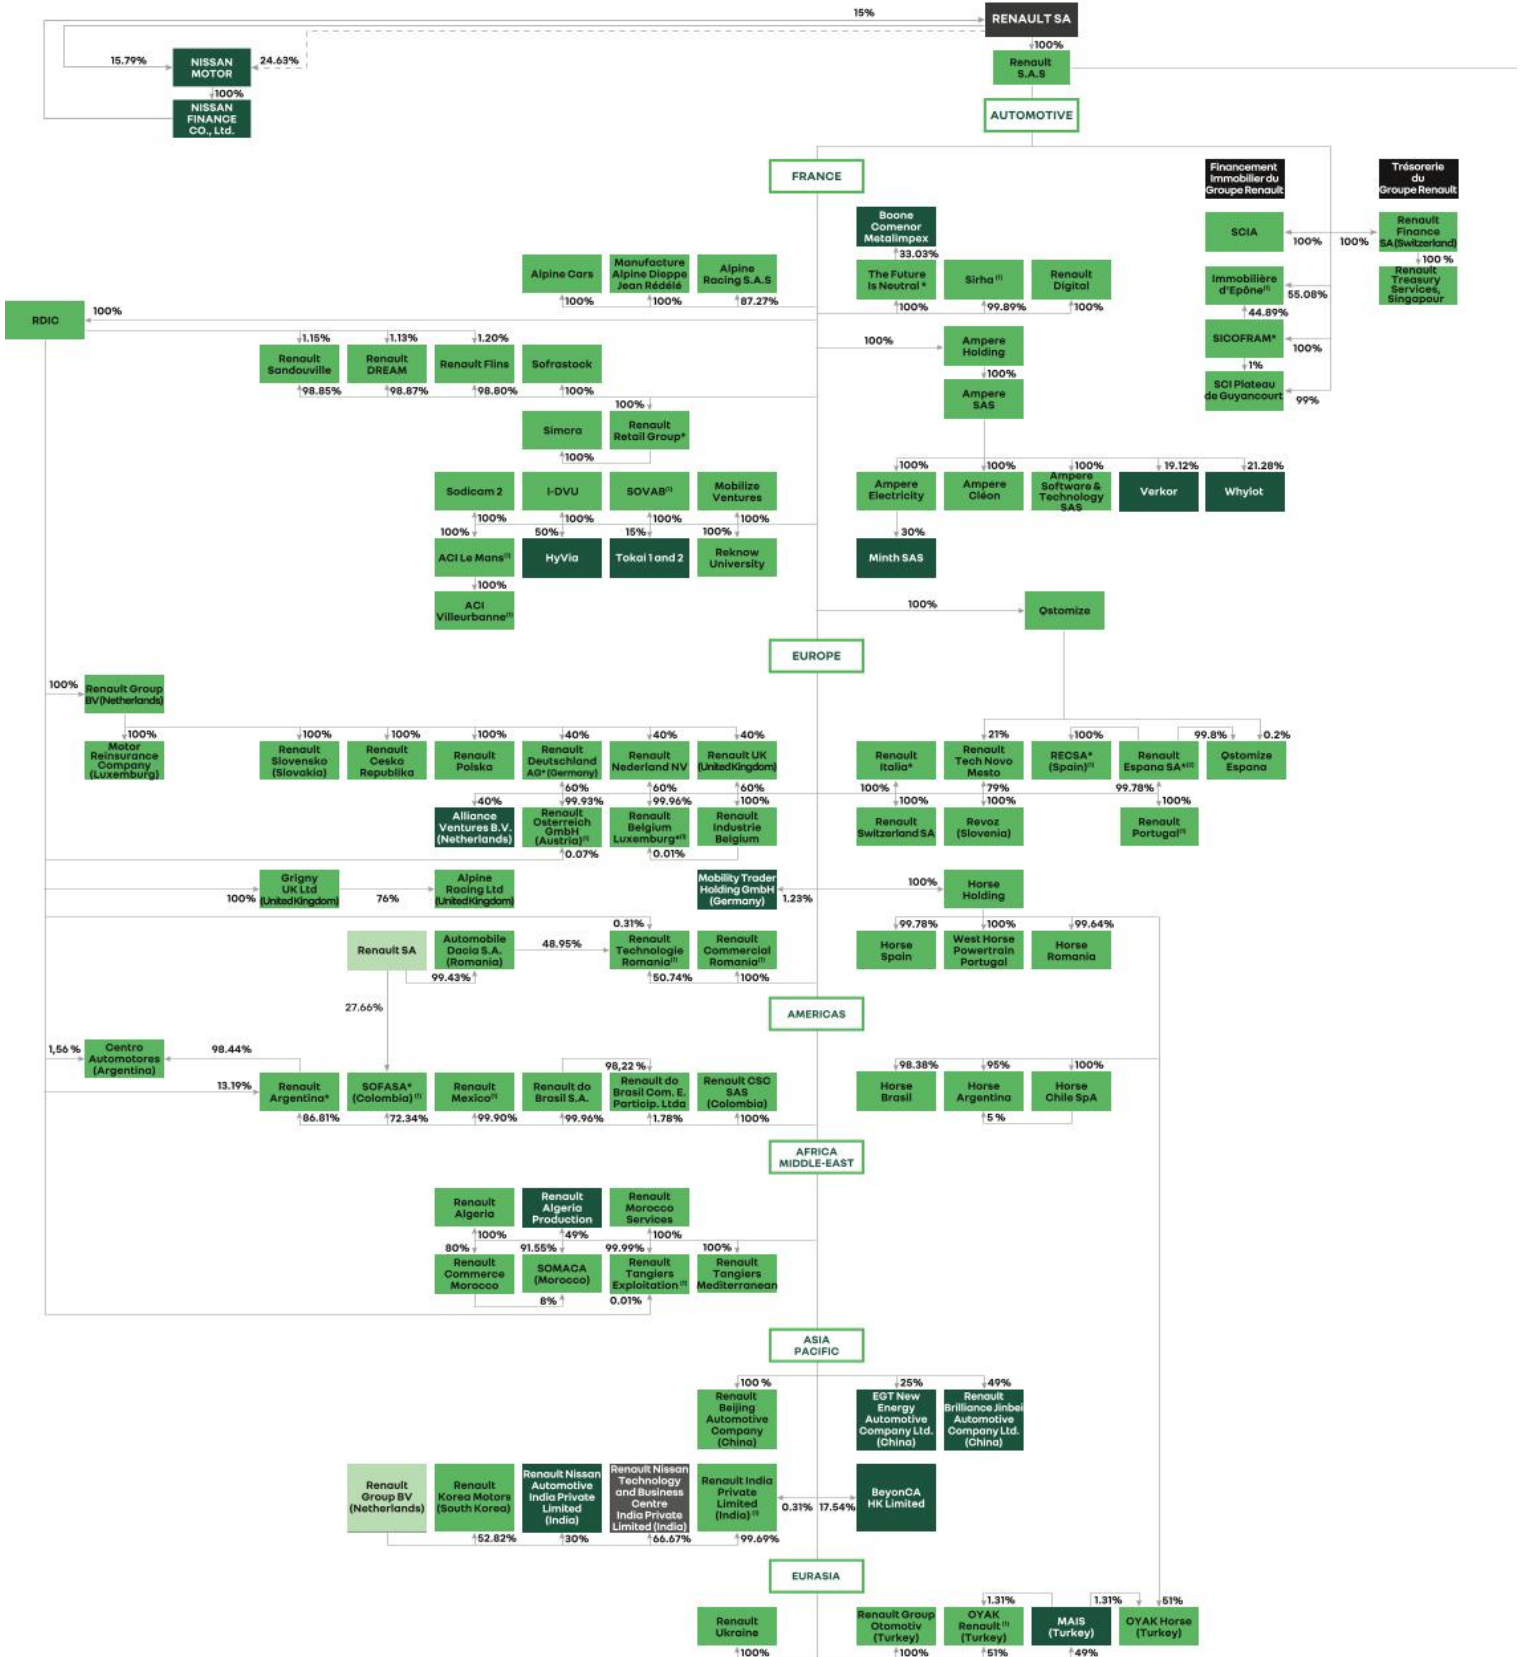 15%
RENAULT SA
100%
Renault
S.A.S
15.79%
NISSAN
MOTOR
24.63%
100%
NISSAN
FINANCE
CO., Ltd.
AUTOMOTIVE
FRANCE
Financement
Immobilier du
Groupe Renault
Trésorerie
du
Groupe Renault
Boone
Comenor
Metalimpex
33.03%
SCIA
100%
100%
Renault
Finance
SA (Switzerland)
100 %
Renault
Treasury
Services,
Singapour
Alpine Cars
100%
Manufacture
Alpine Dieppe
Jean Rédélé
100%
Alpine
Racing S.A.S
87.27%
The Future
Is Neutral *
100%
Sirha (1)
99.89%
Renault
Digital
100%
Immobilière
d'Epône(1)
55.08%
44.89%
SICOFRAM*
100%
1%
SCI Plateau
de Guyancourt
99%
RDIC
100%
1.15%
Renault
Sandouville
98.85%
1.13%
Renault
DREAM
98.87%
1.20%
Renault Flins
98.80%
Sofrastock
100%
100%
Ampere
Holding
100%
Ampere
SAS
Simcra
100%
100%
Renault
Retail Group*
100%
Ampere
Electricity
100%
Ampere
Cléon
100%
Ampere
Software &
Technology
SAS
19.12%
Verkor
21.28%
Whylot
30%
Minth SAS
Sodicam 2
100%
I-DVU
100%
SOVAB(1)
100%
Mobilize
Ventures
100%
100%
ACI Le Mans(1)
50%
HyVia
15%
Tokai 1 and 2
100%
Reknow
University
100%
ACI
Villeurbanne(1)
100%
Qstomize
EUROPE
100%
Renault Group
BV (Netherlands)
100%
Motor
Reinsurance
Company
(Luxemburg)
100%
Renault
Slovensko
(Slovakia)
100%
Renault
Ceska
Republika
100%
Renault
Polska
40%
Renault
Deutschland
AG* (Germany)
60%
40%
Renault
Nederland NV
60%
40%
Renault UK
(United Kingdom)
60%
Renault
Italia*
100%
21%
Renault
Tech Novo
Mesto
79%
100%
RECSA*
(Spain)(1)
Renault
Espana SA*(1)
99.78%
99.8%
0.2%
Qstomize
Espana
40%
Alliance
Ventures B.V.
(Netherlands)
99.93%
Renault
Osterreich
GmbH
(Austria)(1)
0.07%
99.96%
Renault
Belgium
Luxemburg*(1)
0.01%
100%
Renault
Industrie
Belgium
100%
Renault
Switzerland SA
100%
Revoz
(Slovenia)
100%
Renault
Portugal(1)
100%
Grigny
UK Ltd
(United Kingdom)
76%
Alpine
Racing Ltd
(United Kingdom)
Mobility Trader
Holding GmbH
(Germany)
1.23%
100%
Horse
Holding
99.78%
Horse
Spain
100%
West Horse
Powertrain
Portugal
99.64%
Horse
Romania
Renault SA
99.43%
Automobile
Dacia S.A.
(Romania)
48.95%
0.31%
Renault
Technologie
Romania(1)
50.74%
Renault
Commercial
Romania(1)
100%
27.66%
AMERICAS
1,56 %
Centro
Automotores
(Argentina)
98.44%
13.19%
Renault
Argentina*
86.81%
SOFASA*
(Colombia) (1)
72.34%
Renault
Mexico(1)
99.90%
Renault do
Brasil S.A.
99.96%
98,22 %
Renault do
Brasil Com. E.
Particip. Ltda
1.78%
Renault CSC
SAS
(Colombia)
100%
98.38%
Horse
Brasil
95%
Horse
Argentina
5 %
100%
Horse
Chile SpA
AFRICA
MIDDLE-EAST
Renault
Algeria
100%
Renault
Algeria
Production
49%
Renault
Morocco
Services
100%
80%
Renault
Commerce
Morocco
91.55%
SOMACA
(Morocco)
8%
99.99%
Renault
Tangiers
Exploitation (1)
0.01%
100%
Renault
Tangiers
Mediterranean
ASIA
PACIFIC
100 %
Renault
Beijing
Automotive
Company
(China)
25%
EGT New
Energy
Automotive
Company Ltd.
(China)
49%
Renault
Brilliance Jinbei
Automotive
Company Ltd.
(China)
Renault
Group BV
(Netherlands)
Renault
Korea Motors
(South Korea)
52.82%
Renault Nissan
Automotive
India Private
Limited
(India)
30%
Renault Nissan
Technology
and Business
Centre
India Private
Limited (India)
66.67%
Renault India
Private
Limited
(India) (1)
99.69%
0.31%
17.54%
BeyonCA
HK Limited
EURASIA
Renault
Ukraine
100%
Renault Group
Otomotiv
(Turkey)
100%
1.31%
OYAK
Renault (1)
(Turkey)
51%
MAIS
(Turkey)
49%
1.31%
51%
OYAK Horse
(Turkey)